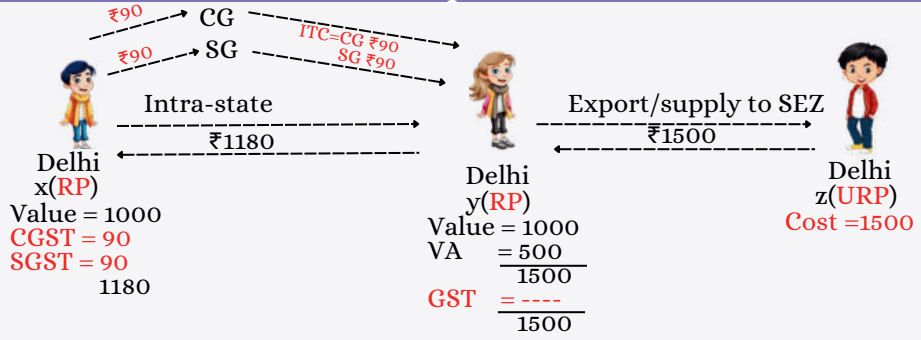 ₹90
CG
₹90
SG
ITC=CG ₹90
SG ₹90
Intra-state
₹1180
Export/supply to SEZ
₹1500
Delhi
x(RP)
Value = 1000
CGST = 90
SGST = 90
1180
Delhi
y(RP)
Value = 1000
VA = 500
1500
GST = ----
1500
Delhi
z(URP)
Cost =1500